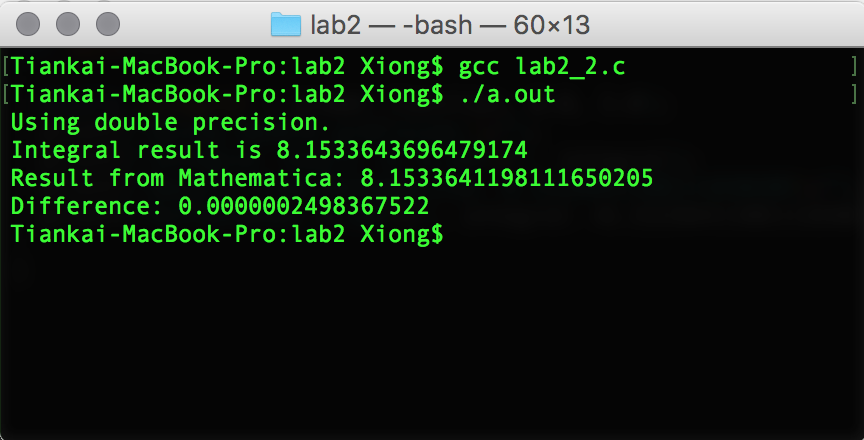 lab2 — -bash — 60×13
[Tiankai-MacBook-Pro:lab2 Xiong$ gcc lab2_2.c ]
[Tiankai-MacBook-Pro:lab2 Xiong$ ./a.out ]
Using double precision.
Integral result is 8.1533643696479174
Result from Mathematica: 8.1533641198111650205
Difference: 0.0000002498367522
Tiankai-MacBook-Pro:lab2 Xiong$